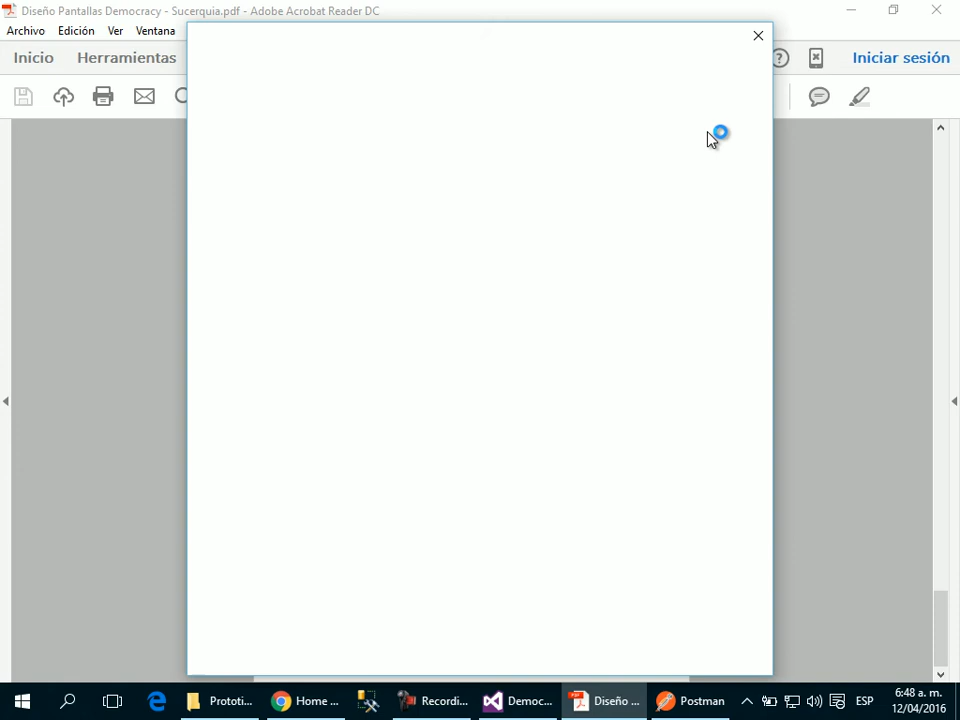 Diseño Pantallas Democracy - Sucerquia.pdf - Adobe Acrobat Reader DC
Archivo Edición Ver Ventana
Inicio Herramientas ? Iniciar sesión
Prototi... Home ... Recordi... Democ... Diseño ... Postman ESP
6:48 a. m.
12/04/2016